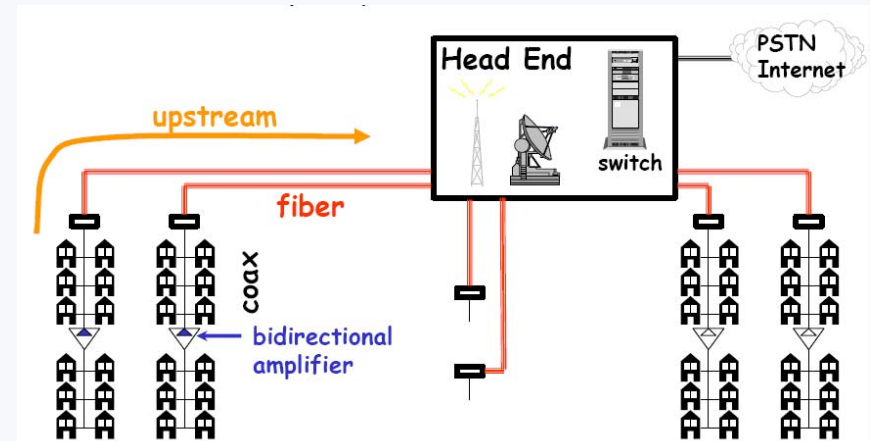 Head End
PSTN
Internet
upstream
switch
fiber
coax
bidirectional
amplifier